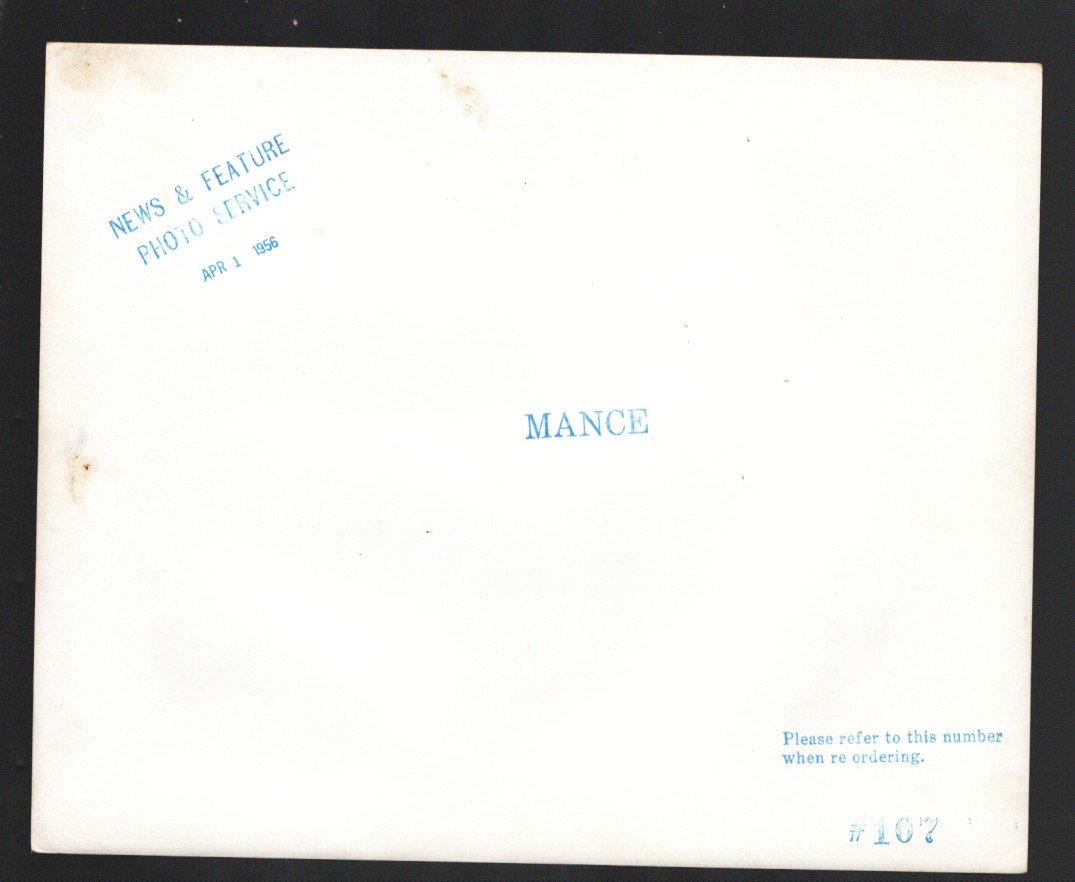 NEWS & FEATURE
PHOTO SERVICE
APR 1 1956
MANCE
Please refer to this number
when re ordering.
#107